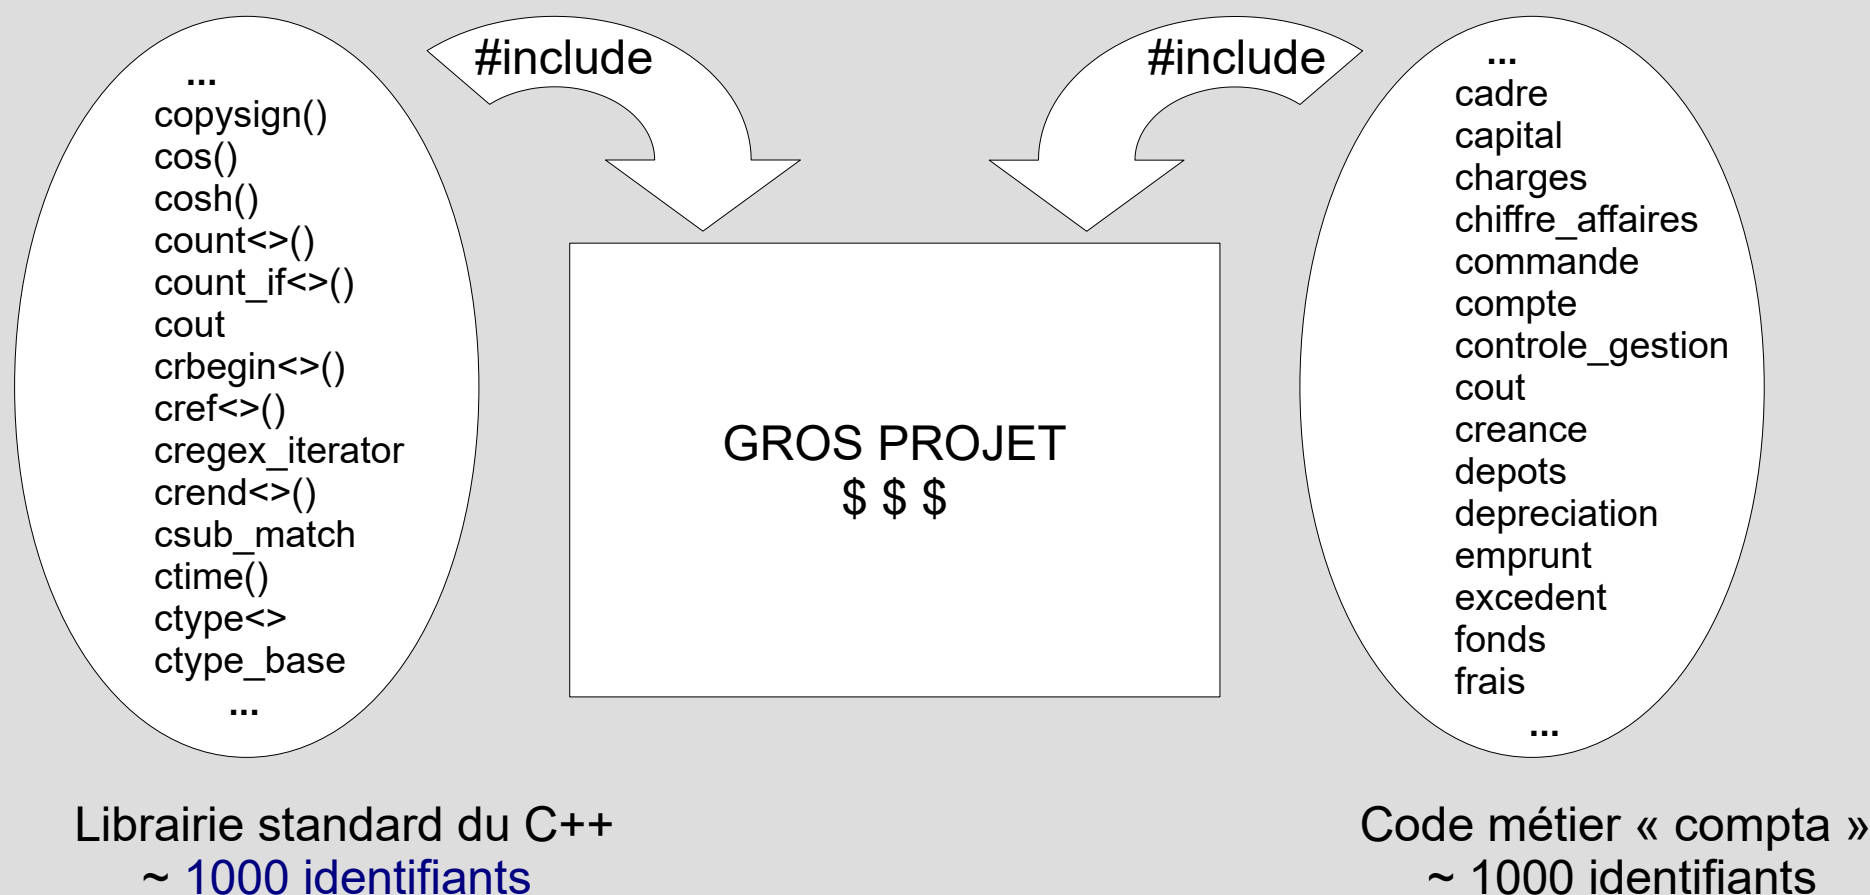 #include
#include
...
copysign()
cos()
cosh()
count<>()
count_if<>()
cout
crbegin<>()
cref<>()
cregex_iterator
crend<>()
csub_match
ctime()
ctype<>
ctype_base
...
GROS PROJET
$ $ $
...
cadre
capital
charges
chiffre_affaires
commande
compte
controle_gestion
cout
creance
depots
depreciation
emprunt
excedent
fonds
frais
...
Librairie standard du C++
~ 1000 identifiants
Code métier « compta »
~ 1000 identifiants